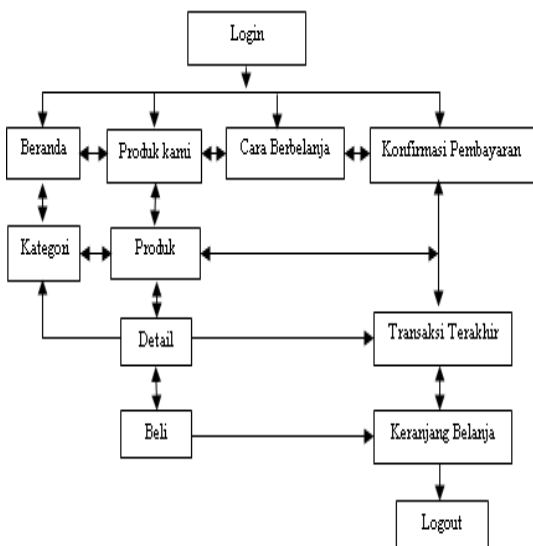 Login
Beranda
Produk kami
Cara Berbelanja
Konfirmasi Pembayaran
Kategori
Produk
Detail
Transaksi Terakhir
Beli
Keranjang Belanja
Logout